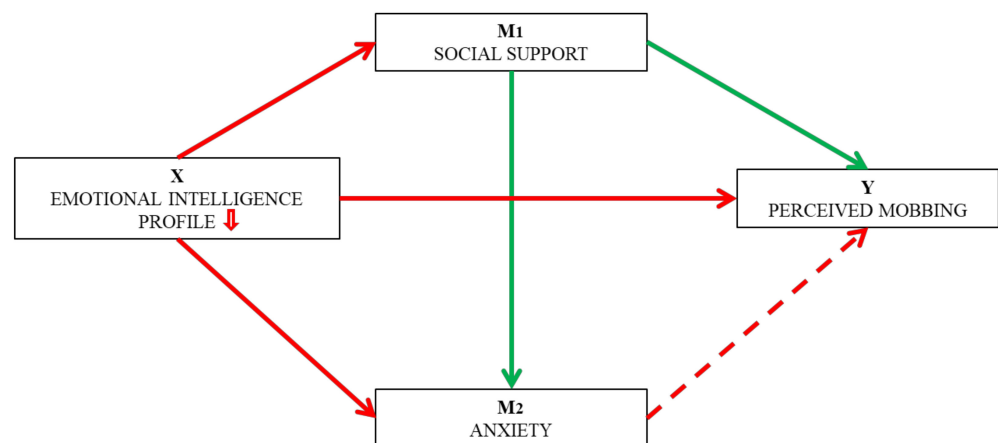 M1
SOCIAL SUPPORT
X
EMOTIONAL INTELLIGENCE
PROFILE
Y
PERCEIVED MOBBING
M2
ANXIETY